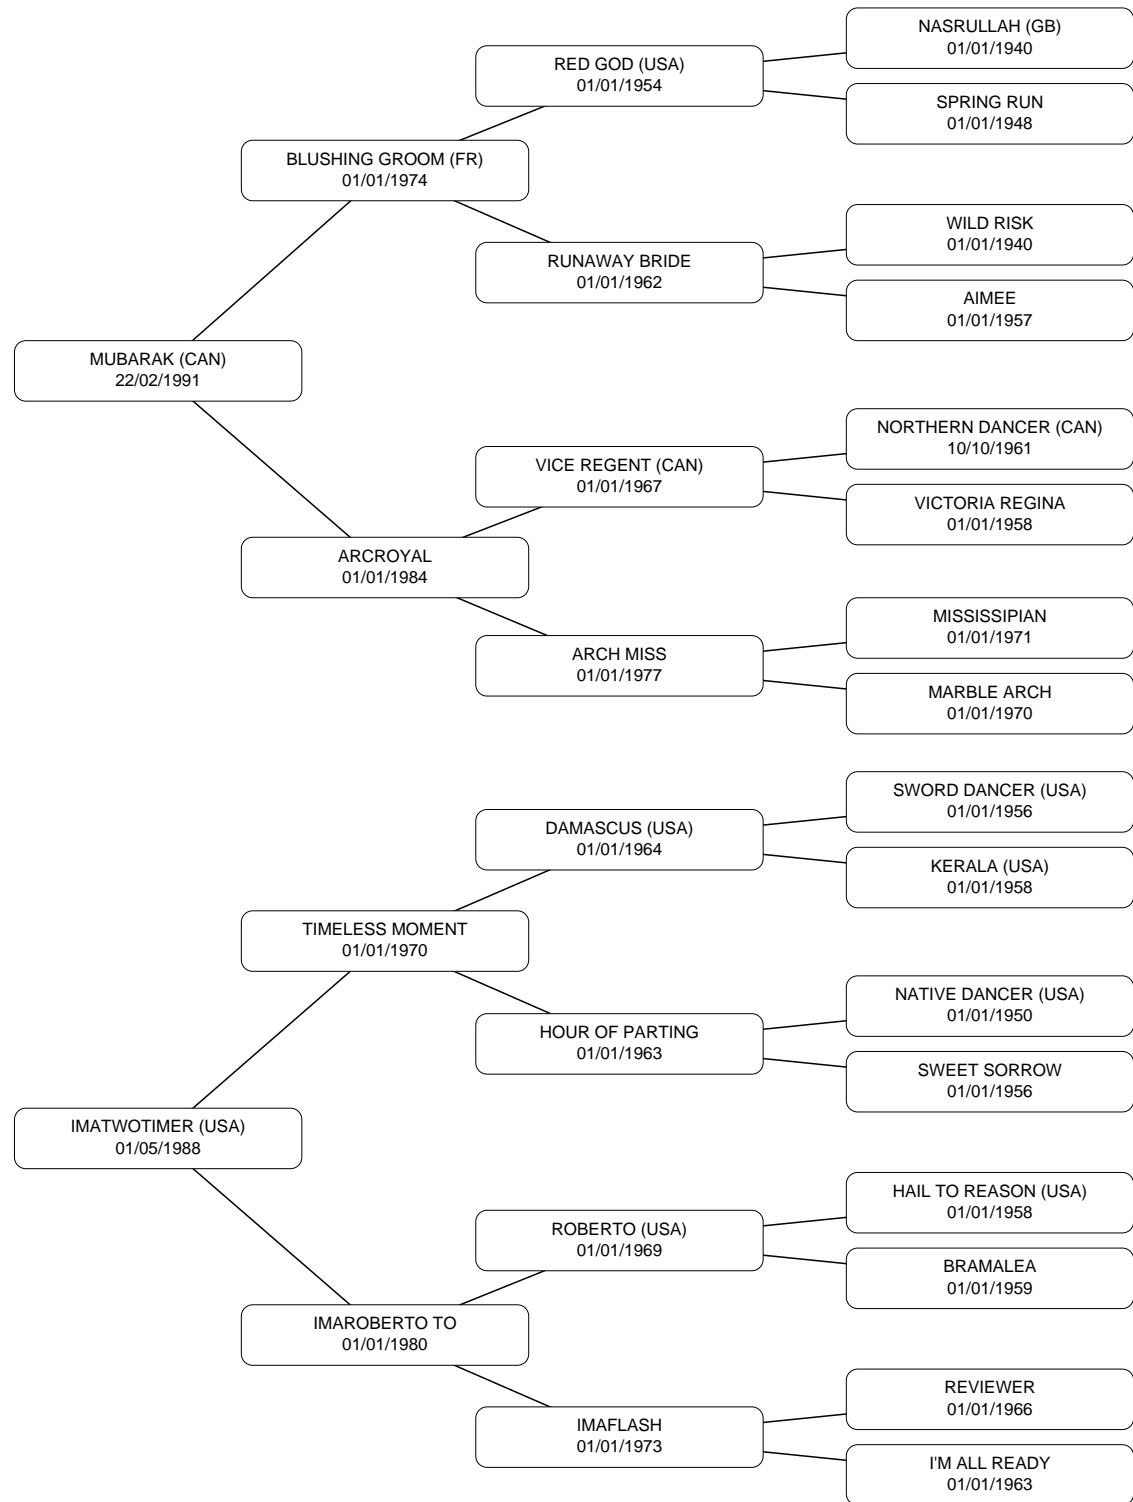 NASRULLAH (GB)
01/01/1940
RED GOD (USA)
01/01/1954
SPRING RUN
01/01/1948
BLUSHING GROOM (FR)
01/01/1974
WILD RISK
01/01/1940
RUNAWAY BRIDE
01/01/1962
AIMEE
01/01/1957
MUBARAK (CAN)
22/02/1991
NORTHERN DANCER (CAN)
10/10/1961
VICE REGENT (CAN)
01/01/1967
VICTORIA REGINA
01/01/1958
ARCROYAL
01/01/1984
MISSISSIPIAN
01/01/1971
ARCH MISS
01/01/1977
MARBLE ARCH
01/01/1970
SWORD DANCER (USA)
01/01/1956
DAMASCUS (USA)
01/01/1964
KERALA (USA)
01/01/1958
TIMELESS MOMENT
01/01/1970
NATIVE DANCER (USA)
01/01/1950
HOUR OF PARTING
01/01/1963
SWEET SORROW
01/01/1956
IMATWOTIMER (USA)
01/05/1988
HAIL TO REASON (USA)
01/01/1958
ROBERTO (USA)
01/01/1969
BRAMALEA
01/01/1959
IMAROBERTO TO
01/01/1980
REVIEWER
01/01/1966
IMAFLASH
01/01/1973
I'M ALL READY
01/01/1963